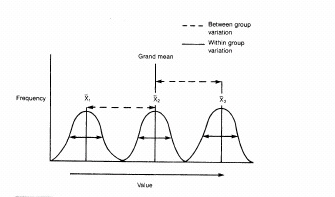 Between group
variation
Within group
variation
Grand mean
Frequency
X̄₁
X̄₂
X̄₃
Value